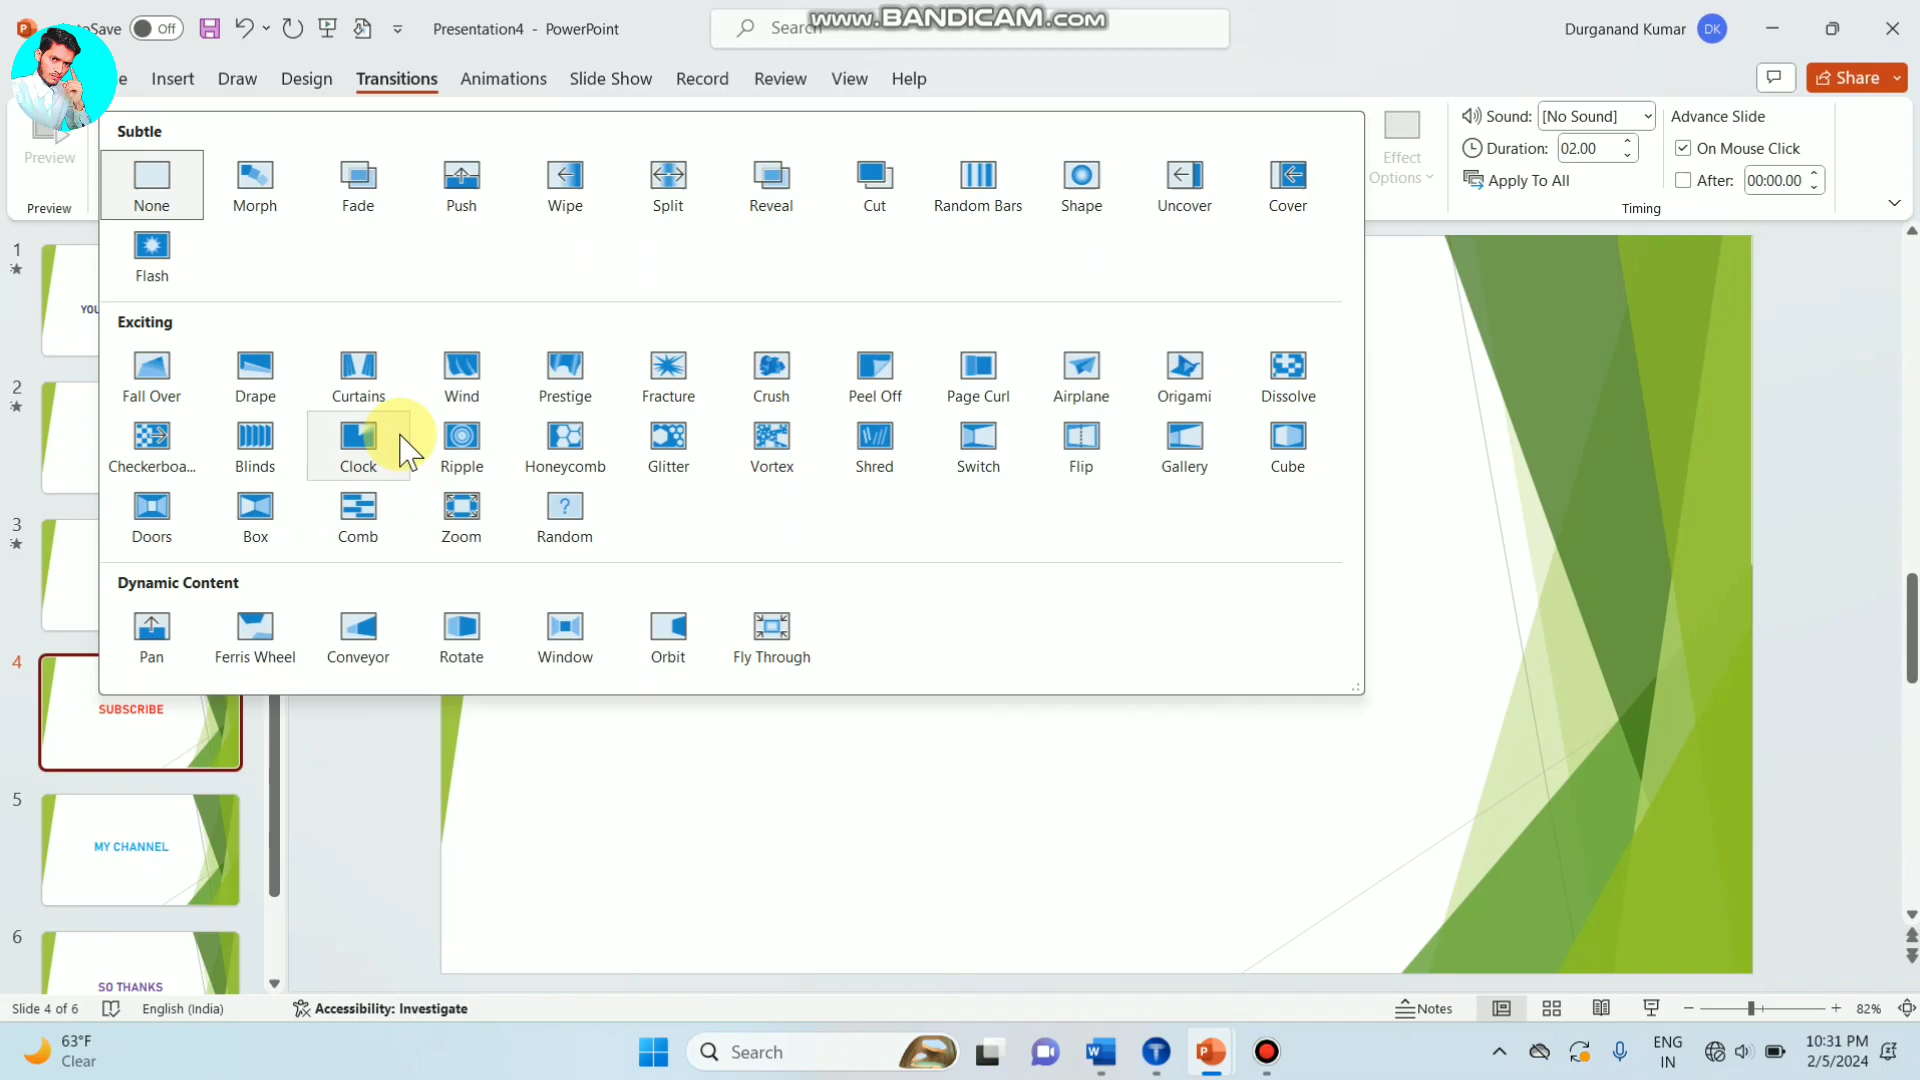 Save Off Presentation4 - PowerPoint Search www.BANDICAM.com Durganand Kumar DK
Insert Draw Design Transitions Animations Slide Show Record Review View Help Share
Preview
Preview
Subtle
None Morph Fade Push Wipe Split Reveal Cut Random Bars Shape Uncover Cover
Flash
Exciting
Fall Over Drape Curtains Wind Prestige Fracture Crush Peel Off Page Curl Airplane Origami Dissolve
Checkerboa... Blinds Clock Ripple Honeycomb Glitter Vortex Shred Switch Flip Gallery Cube
Doors Box Comb Zoom Random
Dynamic Content
Pan Ferris Wheel Conveyor Rotate Window Orbit Fly Through
Effect
Options
Sound: [No Sound]
Duration: 02.00
Apply To All
Advance Slide
On Mouse Click
After: 00:00.00
Timing
1
YOU
2
3
4
SUBSCRIBE
5
MY CHANNEL
6
SO THANKS
Slide 4 of 6 English (India) Accessibility: Investigate Notes 82%
63°F
Clear
Search
ENG
IN
10:31 PM
2/5/2024